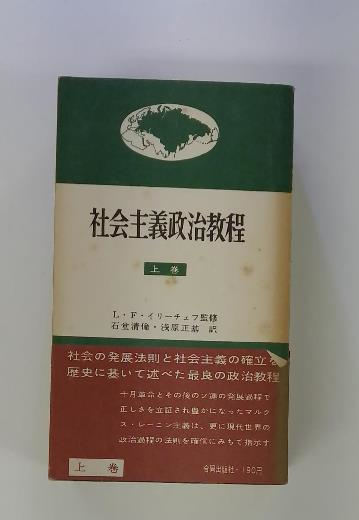 社会主義政治教程
上巻
L・F・イリーチェフ監修
石堂清倫・浅原正基 訳
社会の発展法則と社会主義の確立を
歴史に基いて述べた最良の政治教程
十月革命とその後のソ連の発展過程で
正しさを立証され豊かになったマルク
ス・レーニン主義は、更に現代世界の
政治過程の法則を確信にみちて指示す
上巻
合同出版社・190円